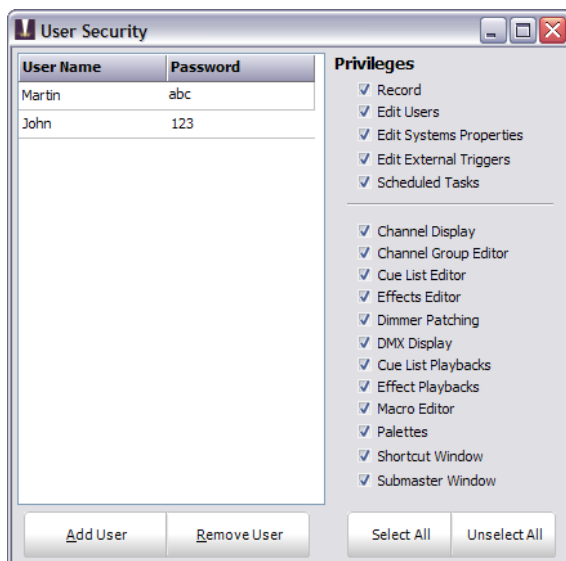 User Security
User Name Password
Martin abc
John 123
Privileges
Record
Edit Users
Edit Systems Properties
Edit External Triggers
Scheduled Tasks
Channel Display
Channel Group Editor
Cue List Editor
Effects Editor
Dimmer Patching
DMX Display
Cue List Playbacks
Effect Playbacks
Macro Editor
Palettes
Shortcut Window
Submaster Window
Add User Remove User Select All Unselect All